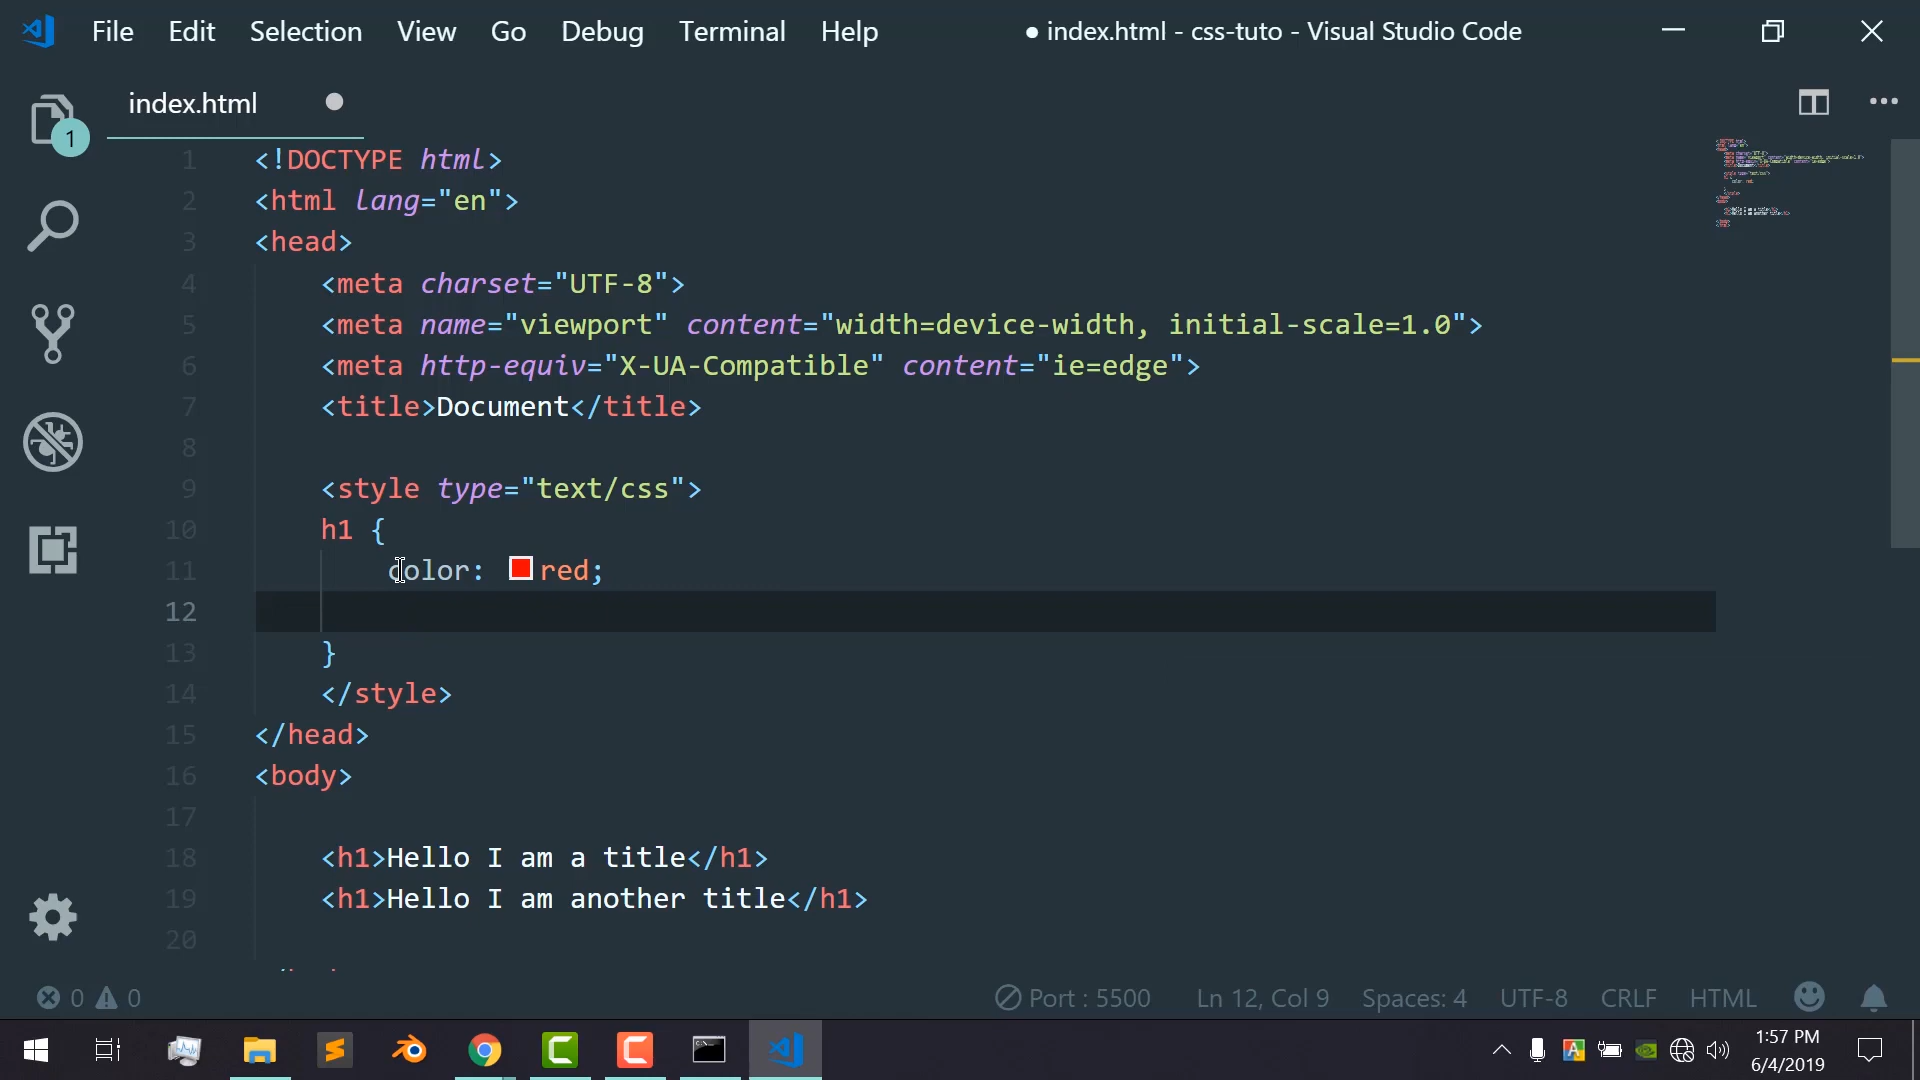 File Edit Selection View Go Debug Terminal Help ● index.html - css-tuto - Visual Studio Code
index.html
1
1 <!DOCTYPE html>
2 <html lang="en">
3 <head>
4 <meta charset="UTF-8">
5 <meta name="viewport" content="width=device-width, initial-scale=1.0">
6 <meta http-equiv="X-UA-Compatible" content="ie=edge">
7 <title>Document</title>
8
9 <style type="text/css">
10 h1 {
11 color: red;
12
13 }
14 </style>
15 </head>
16 <body>
17
18 <h1>Hello I am a title</h1>
19 <h1>Hello I am another title</h1>
20
0 0 Port : 5500 Ln 12, Col 9 Spaces: 4 UTF-8 CRLF HTML
1:57 PM
6/4/2019